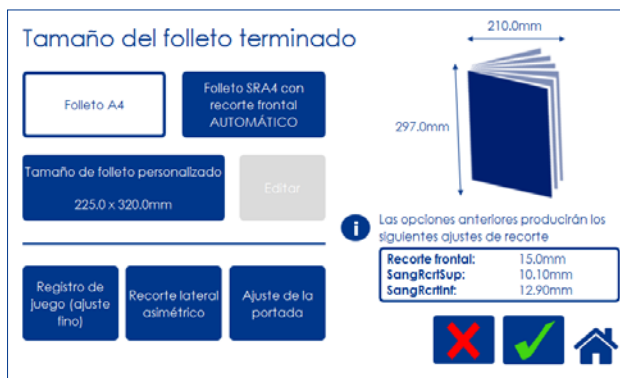 Tamaño del folleto terminado
210.0mm
Folleto A4
Folleto SRA4 con
recorte frontal
AUTOMÁTICO
297.0mm
Tamaño de folleto personalizado
225.0 x 320.0mm
Editor
i
Las opciones anteriores producirán los
siguientes ajustes de recorte
Recorte frontal: 15.0mm
SangRcrtSup: 10.10mm
SangRcrtInf: 12.90mm
Registro de
juego (ajuste
fino)
Recorte lateral
asimétrico
Ajuste de la
portada